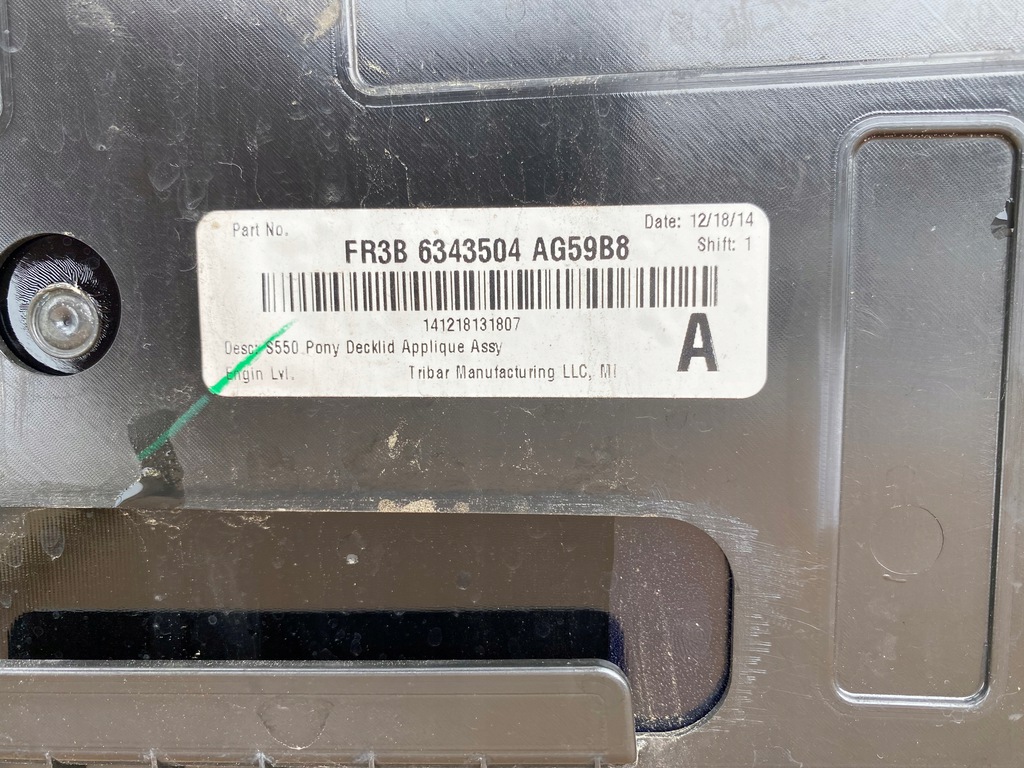 Part No.
Date: 12/18/14
FR3B 6343504 AG59B8
Shift: 1
141218131807
A
Desc: S550 Pony Decklid Applique Assy
Engin Lvl.
Tribar Manufacturing LLC, MI